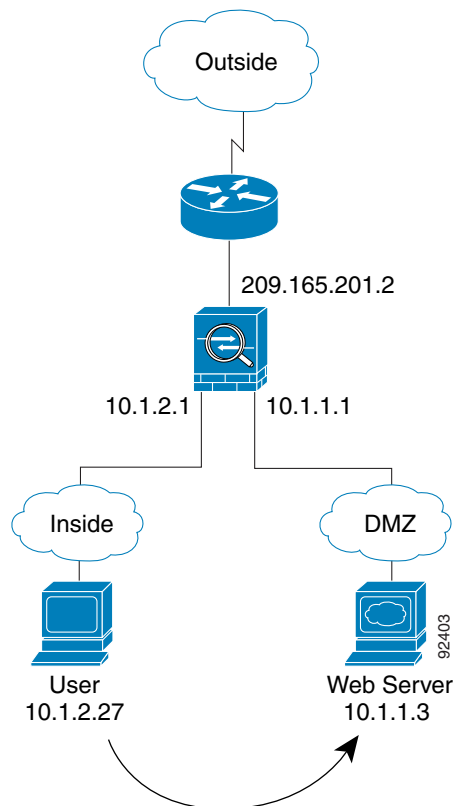 Outside
209.165.201.2
10.1.2.1
10.1.1.1
Inside
DMZ
92403
User
10.1.2.27
Web Server
10.1.1.3